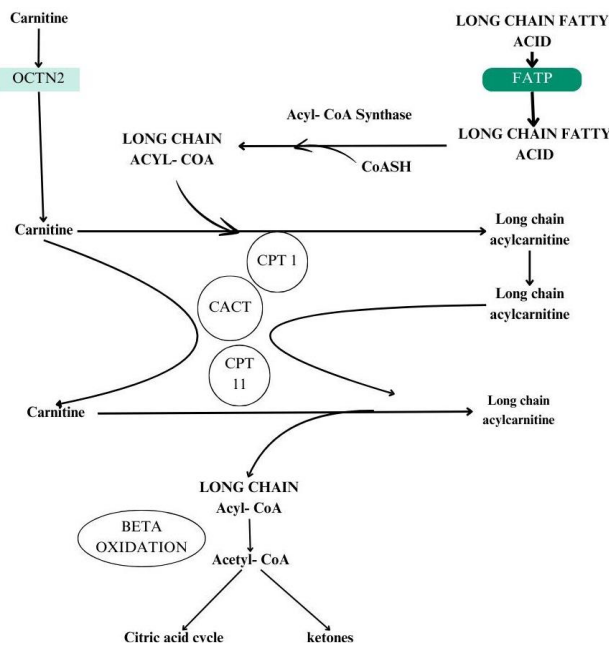 Carnitine
OCTN2
LONG CHAIN FATTY
ACID
FATP
LONG CHAIN FATTY
ACID
Acyl- CoA Synthase
CoASH
LONG CHAIN
ACYL- COA
Carnitine
Long chain
acylcarnitine
CPT 1
Long chain
acylcarnitine
CACT
CPT
11
Carnitine
Long chain
acylcarnitine
LONG CHAIN
Acyl- CoA
BETA
OXIDATION
Acetyl- CoA
Citric acid cycle
ketones